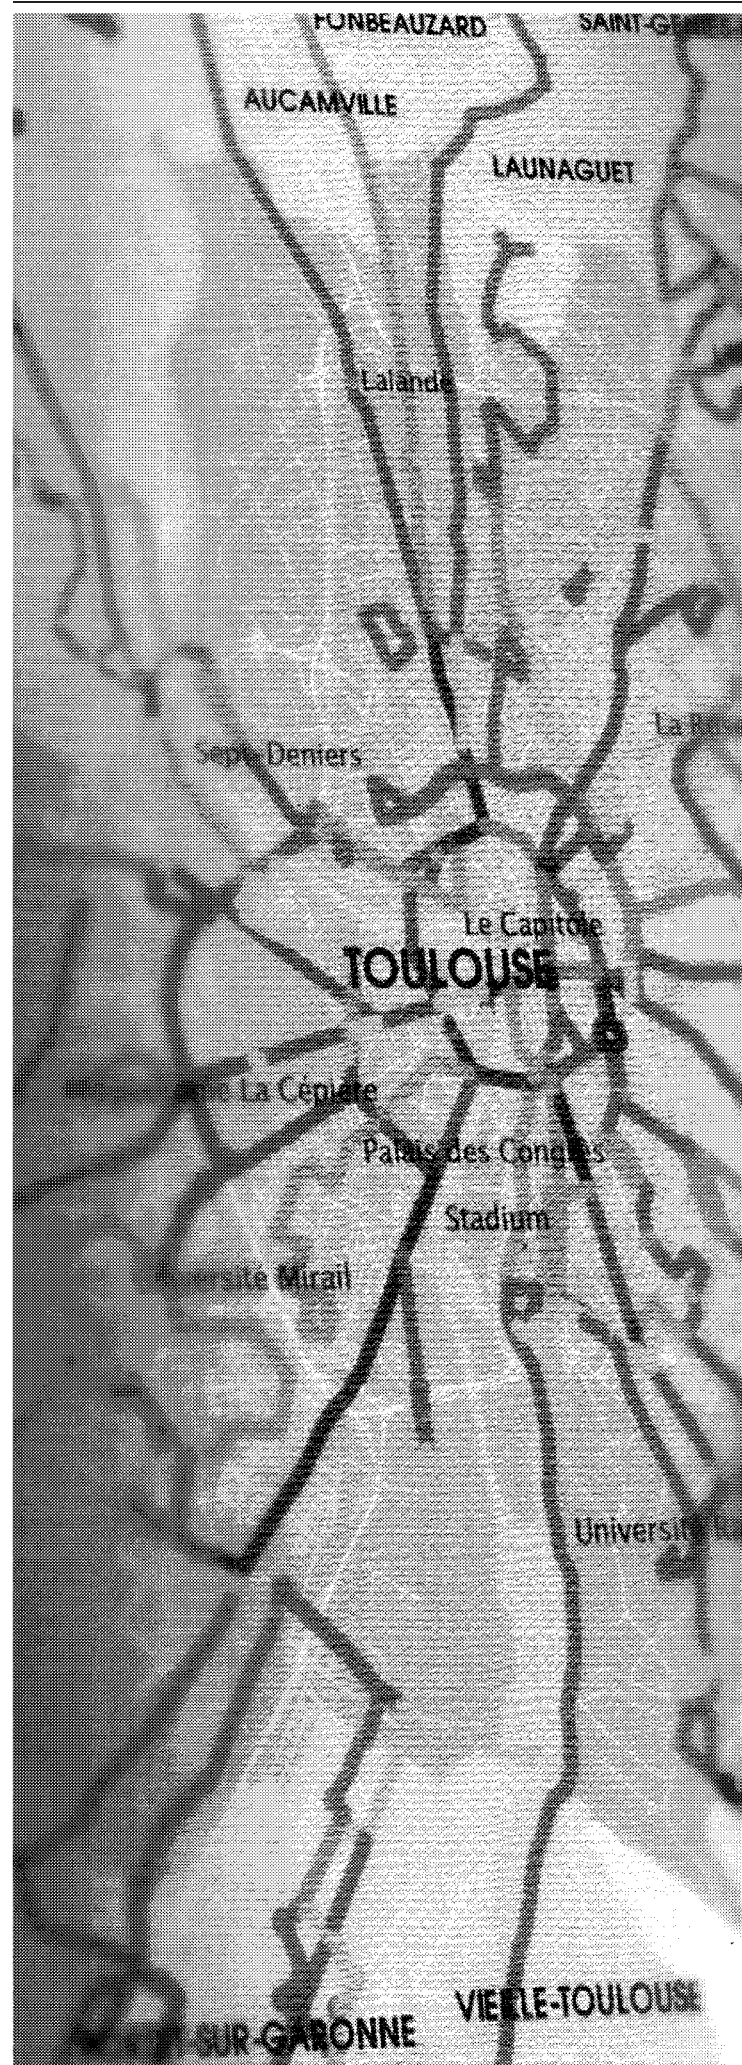 FONBEAUZARD
AUCAMVILLE
LAUNAGUET
Lalande
Sept-Deniers
Le Capitole
TOULOUSE
La Cépière
Palais des Congrès
Stadium
Mirail
SUR-GARONNE
VIEILLE-TOULOUSE